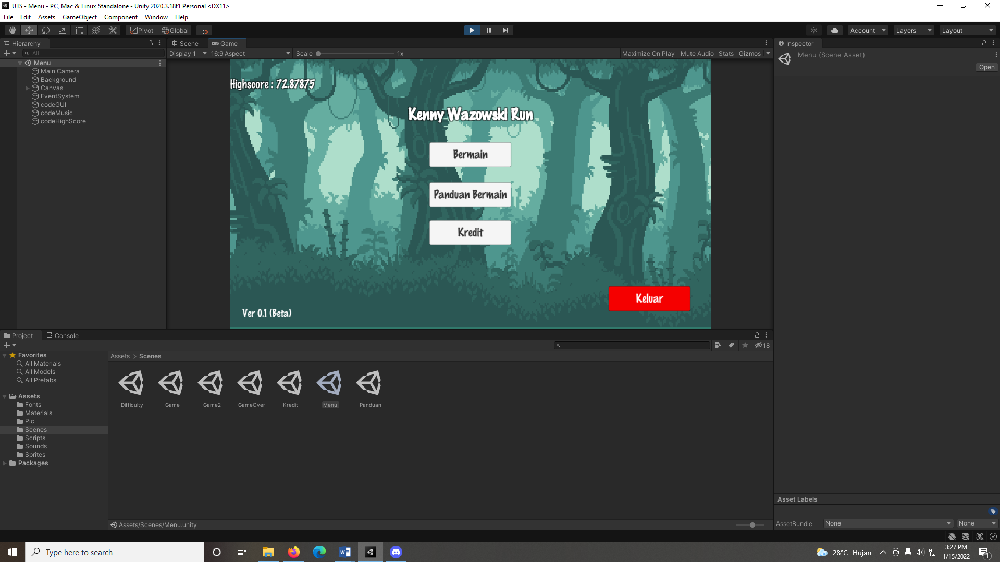 UTS - Menu - PC, Mac & Linux Standalone - Unity 2020.3.18f1 Personal <DX11>
File Edit Assets GameObject Component Window Help
Pivot Global Account Layers Layout
Hierarchy
All
Menu
Main Camera
Background
Canvas
EventSystem
codeGUI
codeMusic
codeHighScore
Scene Game
Display 1 16:9 Aspect Scale 1x Maximize On Play Mute Audio Stats Gizmos
Highscore : 72.87875
Kenny Wazowski Run
Bermain
Panduan Bermain
Kredit
Keluar
Ver 0.1 (Beta)
Inspector
Menu (Scene Asset)
Open
Project Console
18
Favorites
All Materials
All Models
All Prefabs
Assets
Fonts
Materials
Pic
Scenes
Scripts
Sounds
Sprites
Packages
Assets > Scenes
Difficulty Game Game2 GameOver Kredit Menu Panduan
Assets/Scenes/Menu.unity
Asset Labels
AssetBundle None None
Type here to search
28°C Hujan
3:27 PM
1/15/2022
1